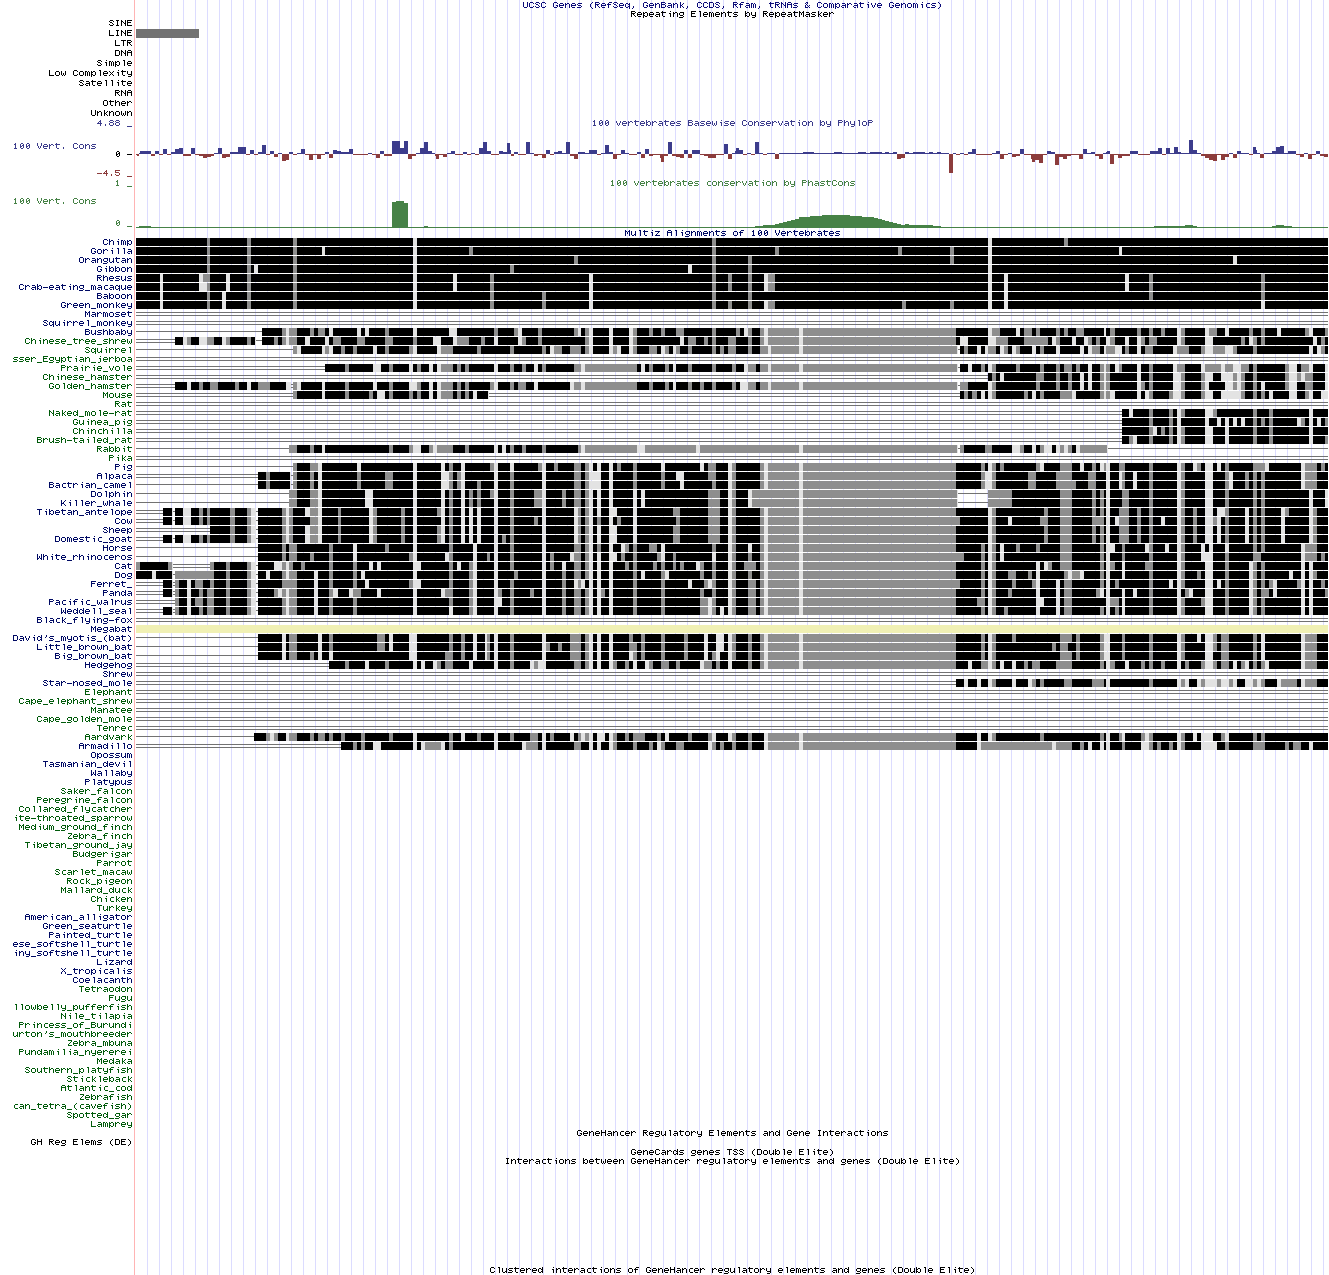 UCSC Genes (RefSeq, GenBank, CCDS, Rfam, tRNAs & Comparative Genomics)
Repeating Elements by RepeatMasker
SINE
LINE
LTR
DNA
Simple
Low Complexity
Satellite
RNA
Other
Unknown
4.88 _
100 vertebrates Basewise Conservation by PhyloP
100 Vert. Cons
0 -
-4.5 _
1 _
100 vertebrates conservation by PhastCons
100 Vert. Cons
0 _
Multiz Alignments of 100 Vertebrates
Chimp
Gorilla
Orangutan
Gibbon
Rhesus
Crab-eating_macaque
Baboon
Green_monkey
Marmoset
Squirrel_monkey
Bushbaby
Chinese_tree_shrew
Squirrel
sser_Egyptian_jerboa
Prairie_vole
Chinese_hamster
Golden_hamster
Mouse
Rat
Naked_mole-rat
Guinea_pig
Chinchilla
Brush-tailed_rat
Rabbit
Pika
Pig
Alpaca
Bactrian_camel
Dolphin
Killer_whale
Tibetan_antelope
Cow
Sheep
Domestic_goat
Horse
White_rhinoceros
Cat
Dog
Ferret_
Panda
Pacific_walrus
Weddell_seal
Black_flying-fox
Megabat
David's_myotis_(bat)
Little_brown_bat
Big_brown_bat
Hedgehog
Shrew
Star-nosed_mole
Elephant
Cape_elephant_shrew
Manatee
Cape_golden_mole
Tenrec
Aardvark
Armadillo
Opossum
Tasmanian_devil
Wallaby
Platypus
Saker_falcon
Peregrine_falcon
Collared_flycatcher
ite-throated_sparrow
Medium_ground_finch
Zebra_finch
Tibetan_ground_jay
Budgerigar
Parrot
Scarlet_macaw
Rock_pigeon
Mallard_duck
Chicken
Turkey
American_alligator
Green_seaturtle
Painted_turtle
ese_softshell_turtle
iny_softshell_turtle
Lizard
X_tropicalis
Coelacanth
Tetraodon
Fugu
llowbelly_pufferfish
Nile_tilapia
Princess_of_Burundi
urton's_mouthbreeder
Zebra_mbuna
Pundamilia_nyererei
Medaka
Southern_platyfish
Stickleback
Atlantic_cod
Zebrafish
can_tetra_(cavefish)
Spotted_gar
Lamprey
GeneHancer Regulatory Elements and Gene Interactions
GH Reg Elems (DE)
GeneCards genes TSS (Double Elite)
Interactions between GeneHancer regulatory elements and genes (Double Elite)
Clustered interactions of GeneHancer regulatory elements and genes (Double Elite)